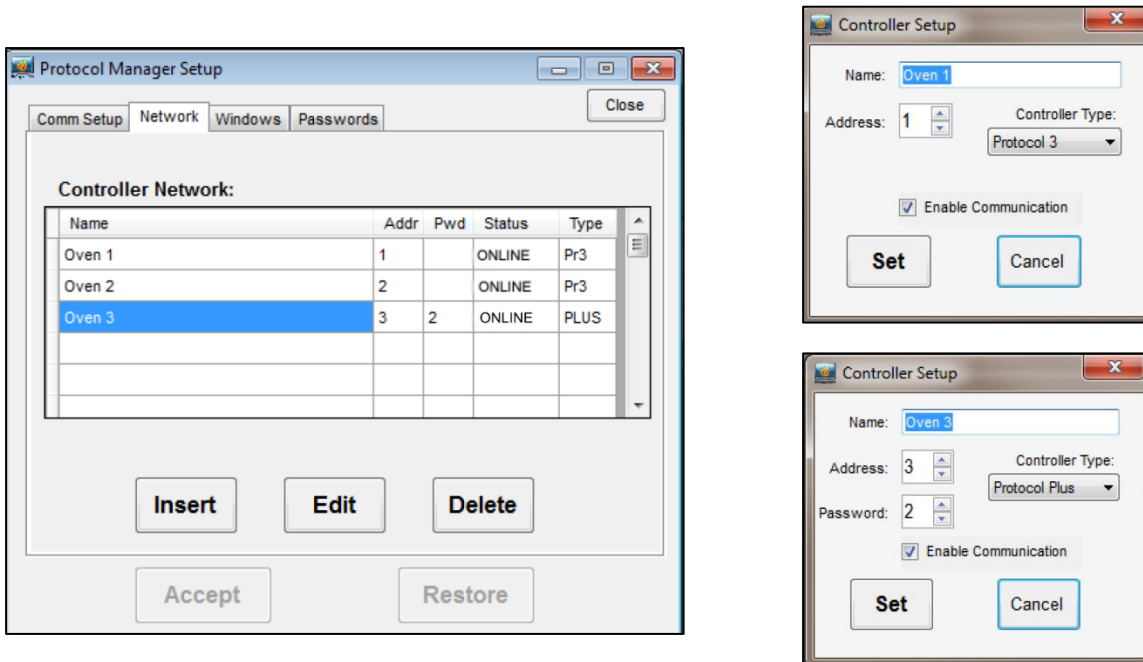 Protocol Manager Setup
Close
Comm Setup Network Windows Passwords
Controller Network:
Name Addr Pwd Status Type
Oven 1 1 ONLINE Pr3
Oven 2 2 ONLINE Pr3
Oven 3 3 2 ONLINE PLUS
Insert Edit Delete
Accept Restore
Controller Setup
Name: Oven 1
Address: 1 Controller Type:
Protocol 3
Enable Communication
Set Cancel
Controller Setup
Name: Oven 3
Address: 3 Controller Type:
Protocol Plus
Password: 2
Enable Communication
Set Cancel